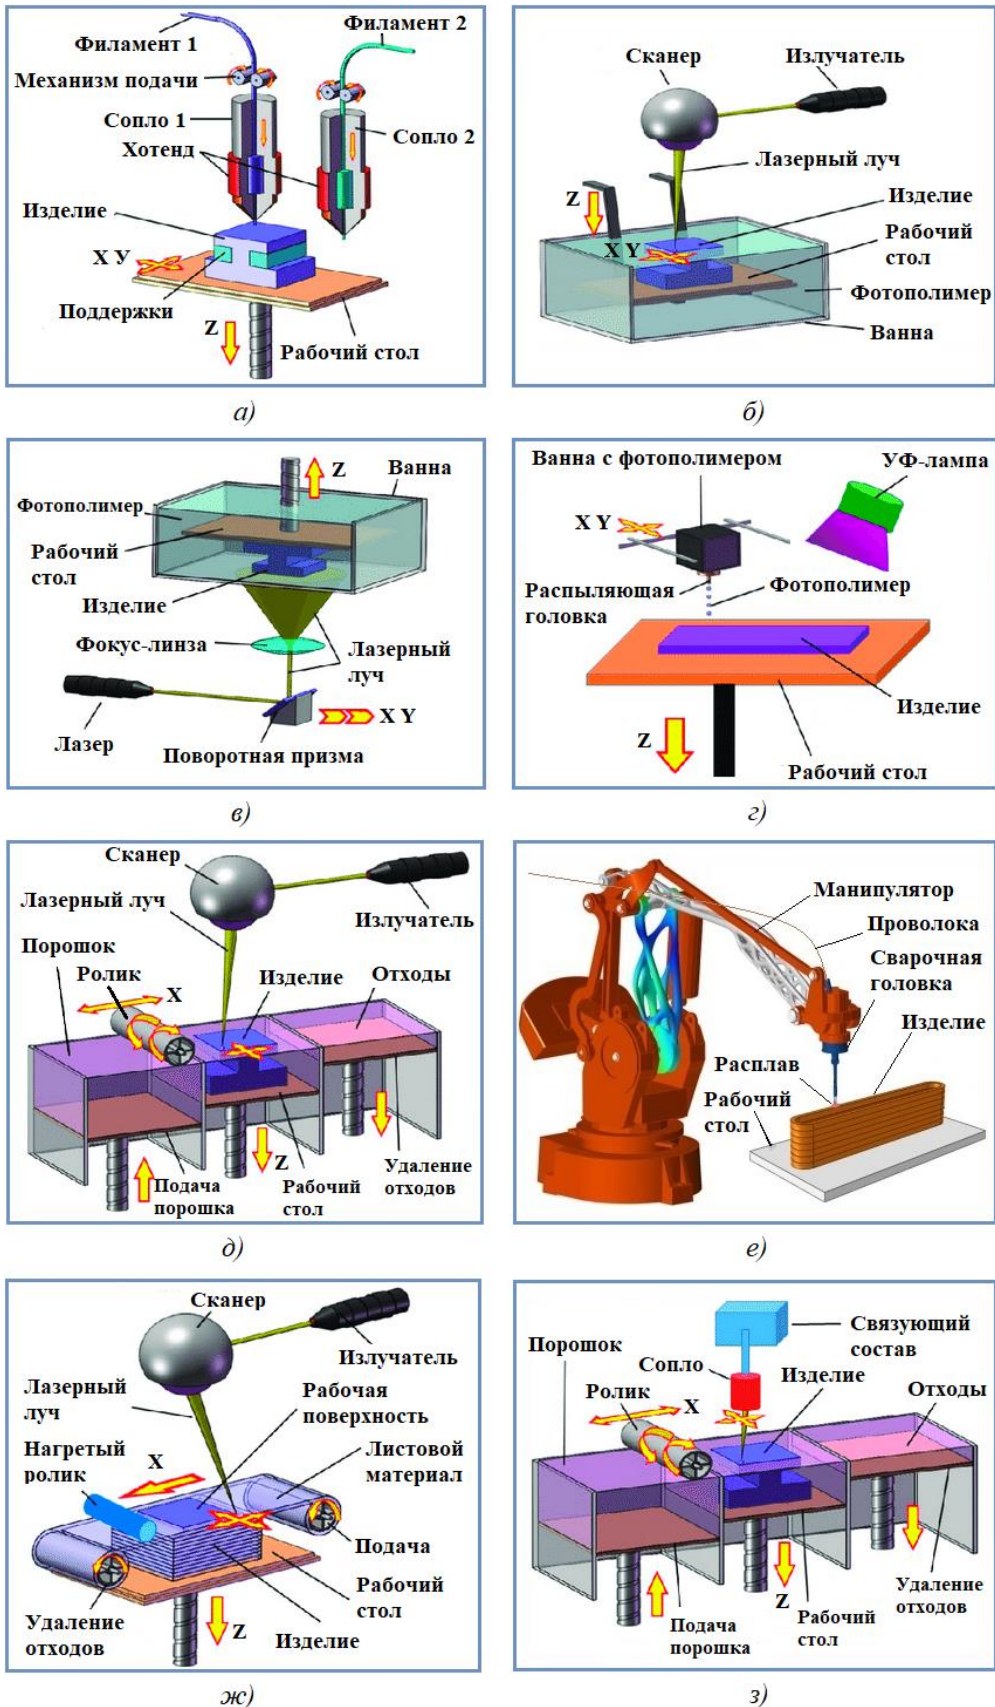 Филамент 1
Филамент 2
Механизм подачи
Сопло 1
Сопло 2
Хотенд
Изделие
X У
Поддержки
Z
Рабочий стол
а)
Сканер
Излучатель
Лазерный луч
Z
Изделие
X Y
Рабочий
стол
Фотополимер
Ванна
б)
Z
Ванна
Фотополимер
Рабочий
стол
Изделие
Фокус-линза
Лазерный
луч
X Y
Лазер
Поворотная призма
в)
Ванна с фотополимером
УФ-лампа
X Y
Распыляющая
головка
Фотополимер
Изделие
Z
Рабочий стол
г)
Сканер
Лазерный луч
Излучатель
Порошок
Ролик
X
Изделие
Отходы
Z
Подача
порошка
Рабочий
стол
Удаление
отходов
д)
Манипулятор
Проволока
Сварочная
головка
Изделие
Расплав
Рабочий
стол
е)
Сканер
Излучатель
Лазерный
луч
Рабочая
поверхность
Нагретый
ролик
X
Листовой
материал
Подача
Рабочий
стол
Удаление
отходов
Z
Изделие
ж)
Связующий
состав
Порошок
Сопло
Изделие
Ролик
X
Отходы
Z
Подача
порошка
Рабочий
стол
Удаление
отходов
з)